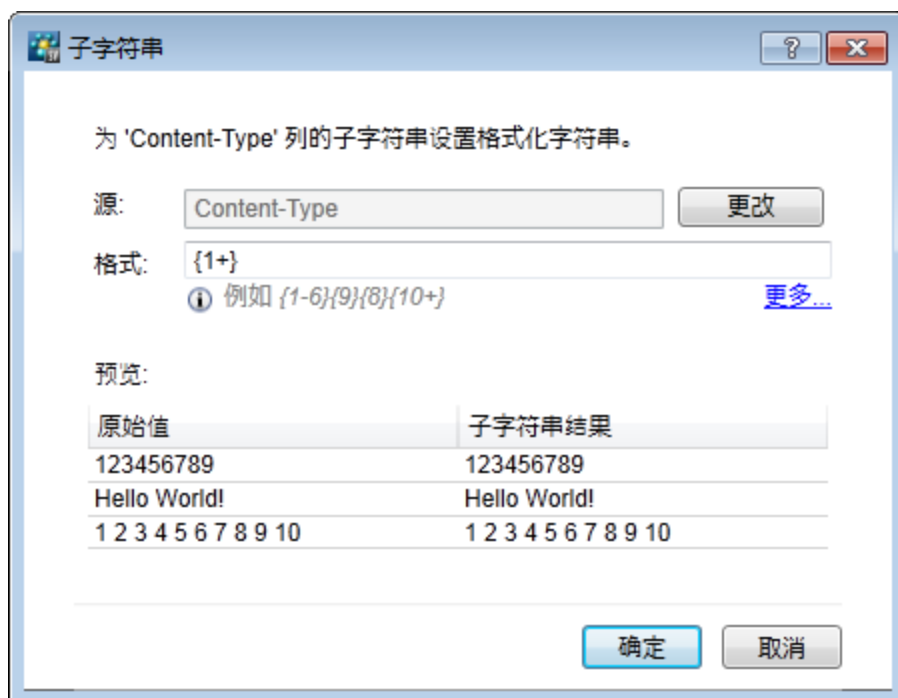 子字符串
为 'Content-Type' 列的子字符串设置格式化字符串。
源: Content-Type 更改
格式: {1+}
例如 {1-6}{9}{8}{10+} 更多...
预览:
原始值 子字符串结果
123456789 123456789
Hello World! Hello World!
1 2 3 4 5 6 7 8 9 10 1 2 3 4 5 6 7 8 9 10
确定 取消